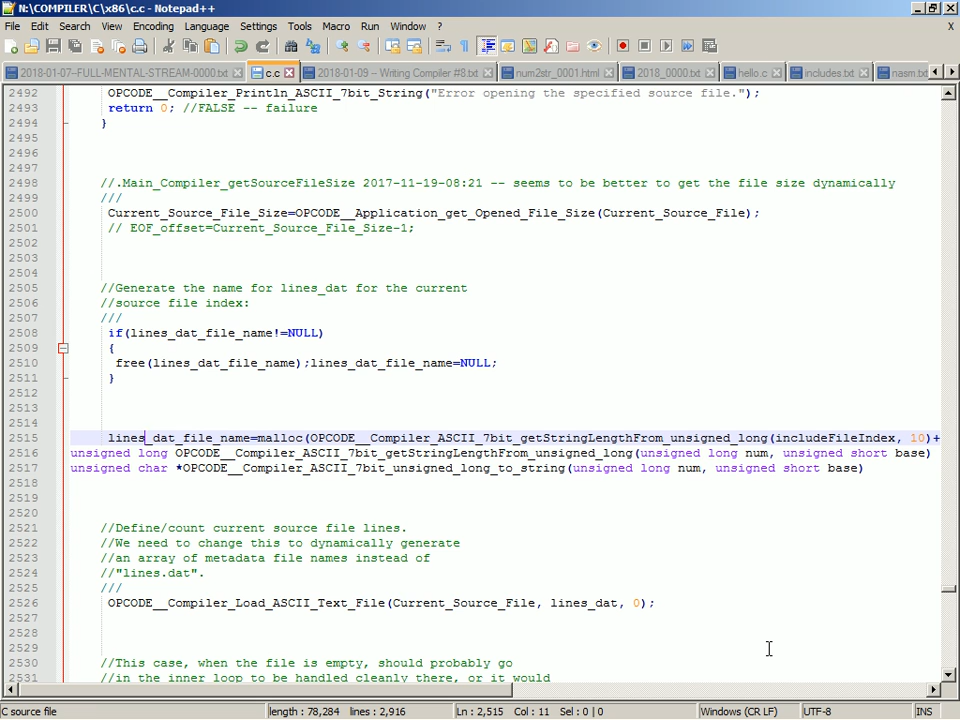 N:\COMPILER\C\x86\c.c - Notepad++
File Edit Search View Encoding Language Settings Tools Macro Run Window ? X
2018-01-07-FULL-MENTAL-STREAM-0000.txt c.c 2018-01-09 – Writing Compiler #8.txt num2str_0001.html 2018_0000.txt hello.c includes.txt nasm.tx
2492 OPCODE__Compiler_Println_ASCII_7bit_String("Error opening the specified source file.");
2493 return 0; //FALSE -- failure
2494 }
2495
2496
2497
2498 //.Main_Compiler_getSourceFileSize 2017-11-19-08:21 -- seems to be better to get the file size dynamically
2499 ///
2500 Current_Source_File_Size=OPCODE__Application_get_Opened_File_Size(Current_Source_File);
2501 // EOF_offset=Current_Source_File_Size-1;
2502
2503
2504
2505 //Generate the name for lines_dat for the current
2506 //source file index:
2507 ///
2508 if(lines_dat_file_name!=NULL)
2509 {
2510 free(lines_dat_file_name);lines_dat_file_name=NULL;
2511 }
2512
2513
2514
2515 lines_dat_file_name=malloc(OPCODE__Compiler_ASCII_7bit_getStringLengthFrom_unsigned_long(includeFileIndex, 10)+
2516 unsigned long OPCODE__Compiler_ASCII_7bit_getStringLengthFrom_unsigned_long(unsigned long num, unsigned short base)
2517 unsigned char *OPCODE__Compiler_ASCII_7bit_unsigned_long_to_string(unsigned long num, unsigned short base)
2518
2519
2520
2521 //Define/count current source file lines.
2522 //We need to change this to dynamically generate
2523 //an array of metadata file names instead of
2524 //"lines.dat".
2525 ///
2526 OPCODE__Compiler_Load_ASCII_Text_File(Current_Source_File, lines_dat, 0);
2527
2528
2529
2530 //This case, when the file is empty, should probably go
2531 //in the inner loop to be handled cleanly there, or it would
C source file length : 78,284 lines : 2,916 Ln : 2,515 Col : 11 Sel : 0 | 0 Windows (CR LF) UTF-8 INS